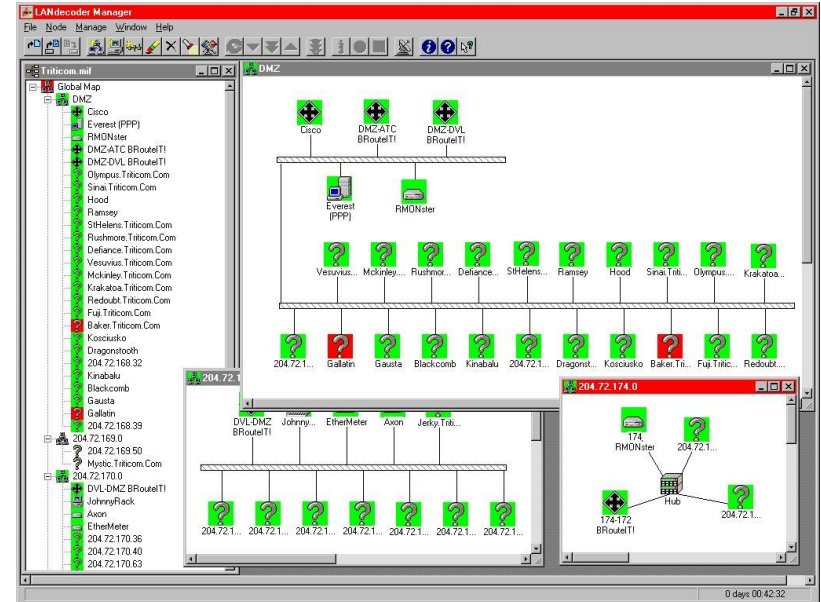 LANdecoder Manager
File Node Manage Window Help
Triticom.mif
Global Map
DMZ
Cisco
Everest (PPP)
RMONster
DMZ-ATC BRouteIT!
DMZ-DVL BRouteIT!
Olympus.Triticom.Com
Sinai.Triticom.Com
Hood
Ramsey
StHelens.Triticom.Com
Rushmore.Triticom.Com
Defiance.Triticom.Com
Vesuvius.Triticom.Com
Mckinley.Triticom.Com
Krakatoa.Triticom.Com
Redoubt.Triticom.Com
Fuji.Triticom.Com
Baker.Triticom.Com
Kosciusko
Dragonstooth
204.72.168.32
Kinabalu
Blackcomb
Gausta
Gallatin
204.72.168.39
204.72.169.0
204.72.169.50
Mystic.Triticom.Com
204.72.170.0
DVL-DMZ BRouteIT!
JohnnyRack
Axon
EtherMeter
204.72.170.36
204.72.170.40
204.72.170.63
DMZ
Cisco
DMZ-ATC
BRouteIT!
DMZ-DVL
BRouteIT!
Everest
(PPP)
RMONster
Vesuvius... Mckinley.... Rushmor... Defiance... StHelens... Ramsey Hood Sinai.Triti... Olympus.... Krakatoa...
204.72.1... Gallatin Gausta Blackcomb Kinabalu 204.72.1... Dragonst... Kosciusko Baker.Tri... Fuji.Tritic... Redoubt....
204.72.1
DVL-DMZ
BRouteIT!
Johnny... EtherMeter Axon Jerky.Triti...
204.72.1... 204.72.1... 204.72.1... 204.72.1... 204.72.1... 204.72.1... 204.72.1...
204.72.174.0
174,
RMONster
204.72.1...
Hub
174-172
BRouteIT!
204.72.1...
0 days 00:42:32